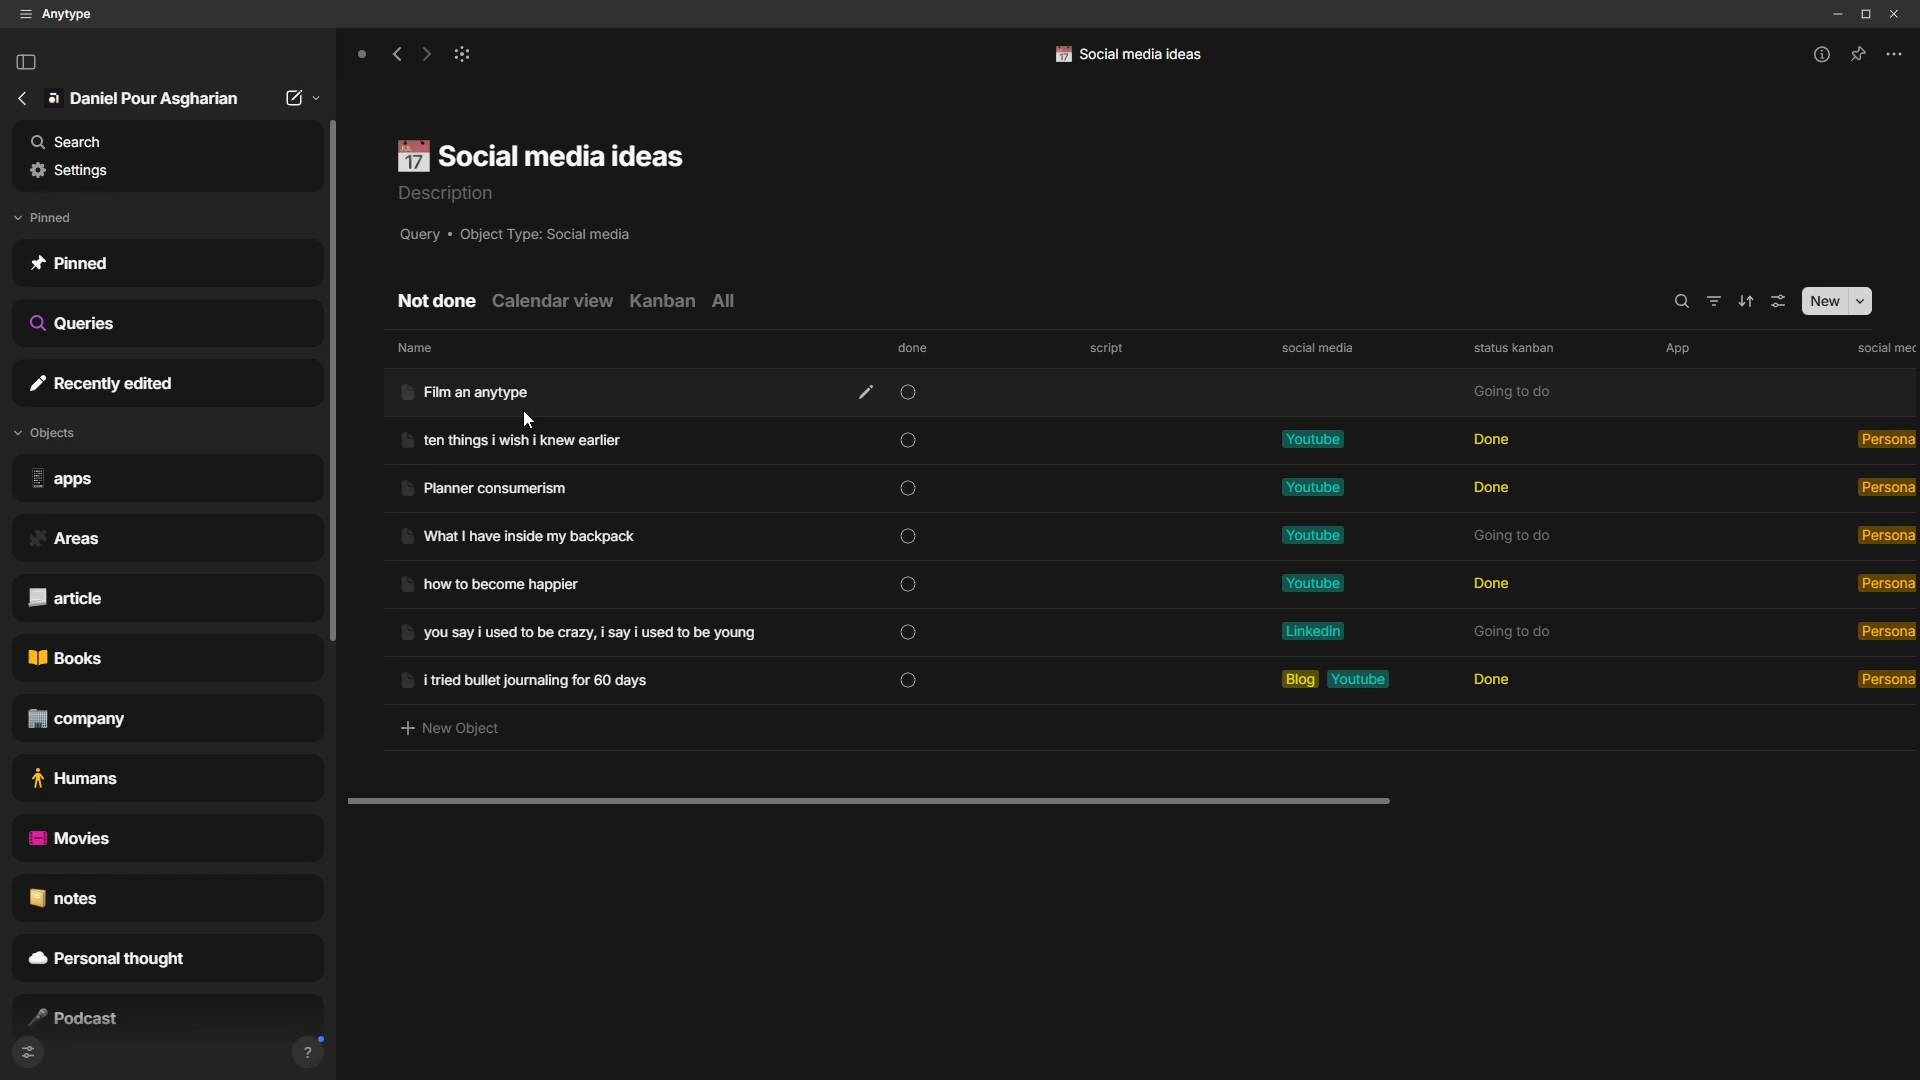 Anytype
Social media ideas
Daniel Pour Asgharian
Search
Settings
Pinned
Pinned
Queries
Recently edited
Objects
apps
Areas
article
Books
company
Humans
Movies
notes
Personal thought
Podcast
?
JUL 17 Social media ideas
Description
Query • Object Type: Social media
Not done Calendar view Kanban All
New
Name done script social media status kanban App social med
Film an anytype Going to do
ten things i wish i knew earlier Youtube Done Persona
Planner consumerism Youtube Done Persona
What I have inside my backpack Youtube Going to do Persona
how to become happier Youtube Done Persona
you say i used to be crazy, i say i used to be young Linkedin Going to do Persona
i tried bullet journaling for 60 days Blog Youtube Done Persona
New Object